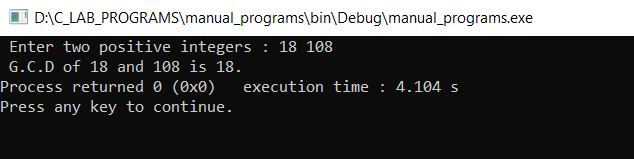 D:\C_LAB_PROGRAMS\manual_programs\bin\Debug\manual_programs.exe
Enter two positive integers : 18 108
G.C.D of 18 and 108 is 18.
Process returned 0 (0x0)   execution time : 4.104 s
Press any key to continue.